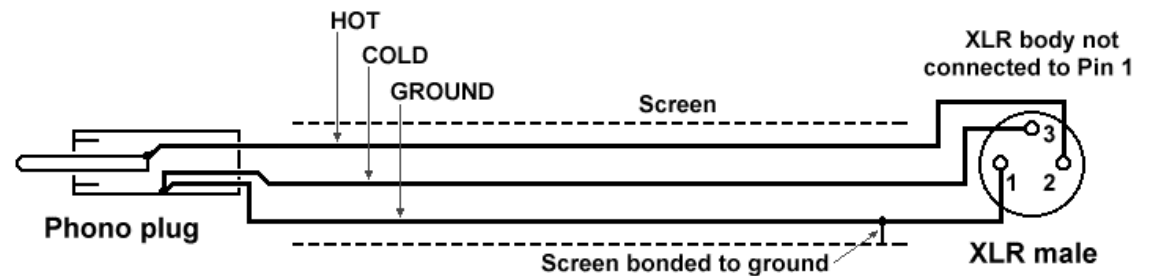 HOT
COLD
GROUND
Screen
XLR body not
connected to Pin 1
3
1
2
Phono plug
XLR male
Screen bonded to ground